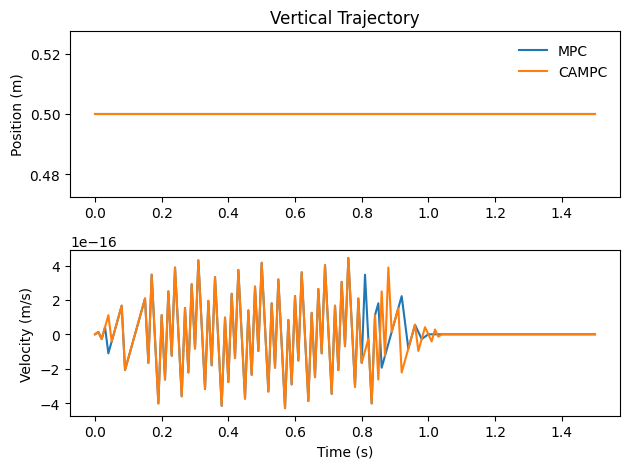 Vertical Trajectory
MPC
CAMPC
0.52
0.50
0.48
Position (m)
0.0 0.2 0.4 0.6 0.8 1.0 1.2 1.4
1e−16
4
2
0
−2
−4
Velocity (m/s)
0.0 0.2 0.4 0.6 0.8 1.0 1.2 1.4
Time (s)